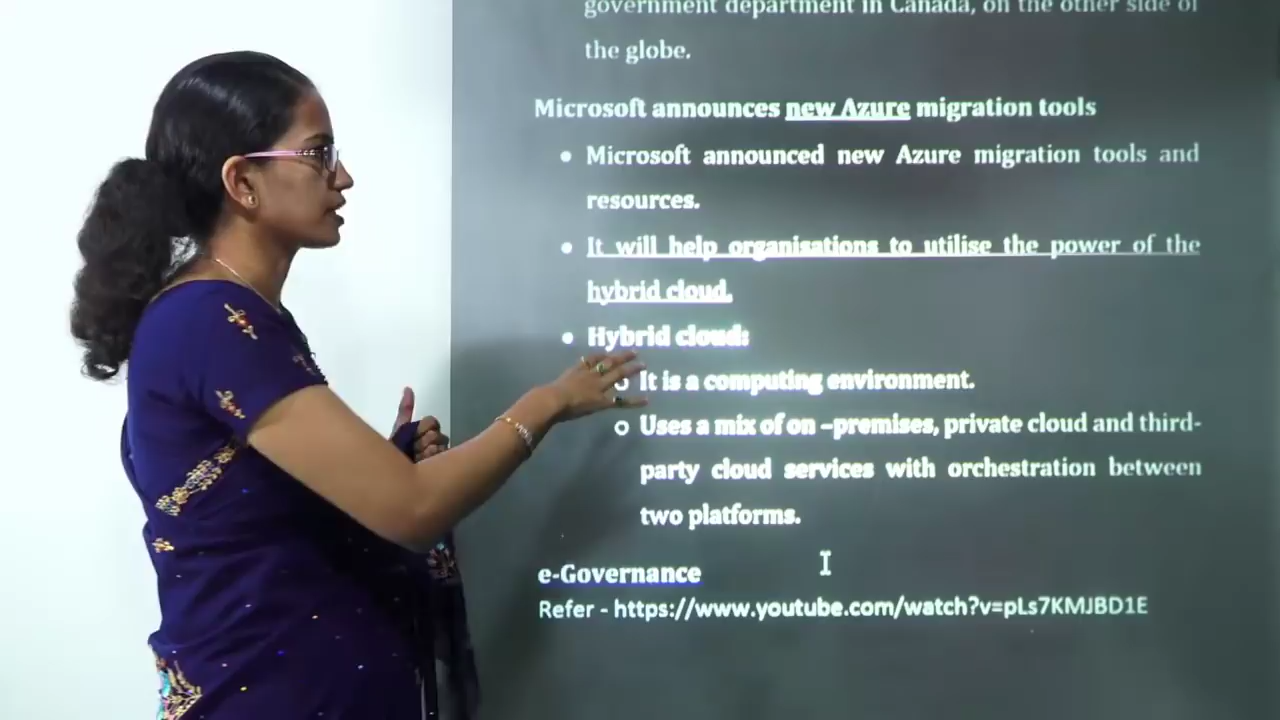 government department in Canada, on the other side of
the globe.
Microsoft announces new Azure migration tools
• Microsoft announced new Azure migration tools and
resources.
• It will help organisations to utilise the power of the
hybrid cloud.
• Hybrid cloud:
o It is a computing environment.
o Uses a mix of on –premises, private cloud and third-
party cloud services with orchestration between
two platforms.
e-Governance
Refer - https://www.youtube.com/watch?v=pLs7KMJBD1E